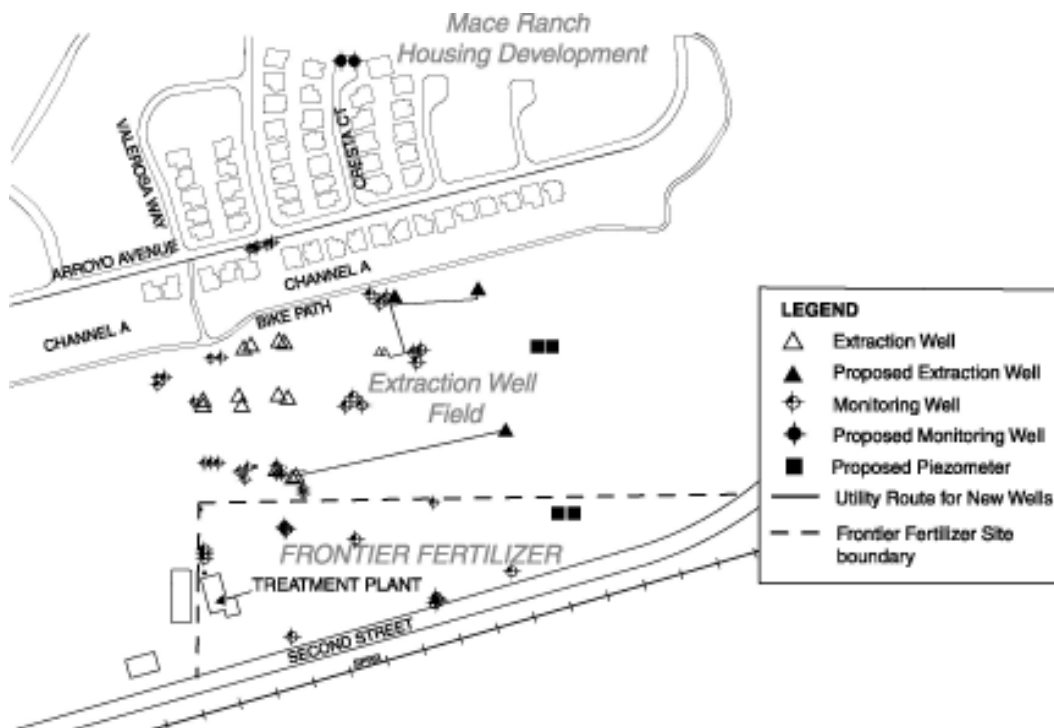 Mace Ranch
Housing Development
VALEROSA WAY
CRESTA CT
ARROYO AVENUE
CHANNEL A
CHANNEL A
BIKE PATH
Extraction Well
Field
FRONTIER FERTILIZER
TREATMENT PLANT
SECOND STREET
LEGEND
Extraction Well
Proposed Extraction Well
Monitoring Well
Proposed Monitoring Well
Proposed Piezometer
Utility Route for New Wells
Frontier Fertilizer Site
boundary